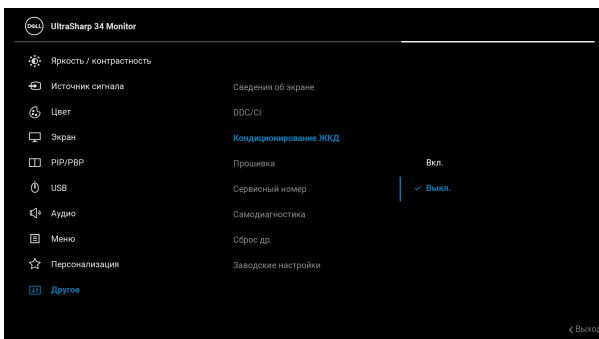 DELL UltraSharp 34 Monitor
Яркость / контрастность
Источник сигнала
Сведения об экране
Цвет
DDC/CI
Экран
Кондиционирование ЖКД
PIP/PBP
Прошивка
Вкл.
USB
Сервисный номер
Выкл.
Аудио
Самодиагностика
Меню
Сброс др.
Персонализация
Заводские настройки
Другое
Выход